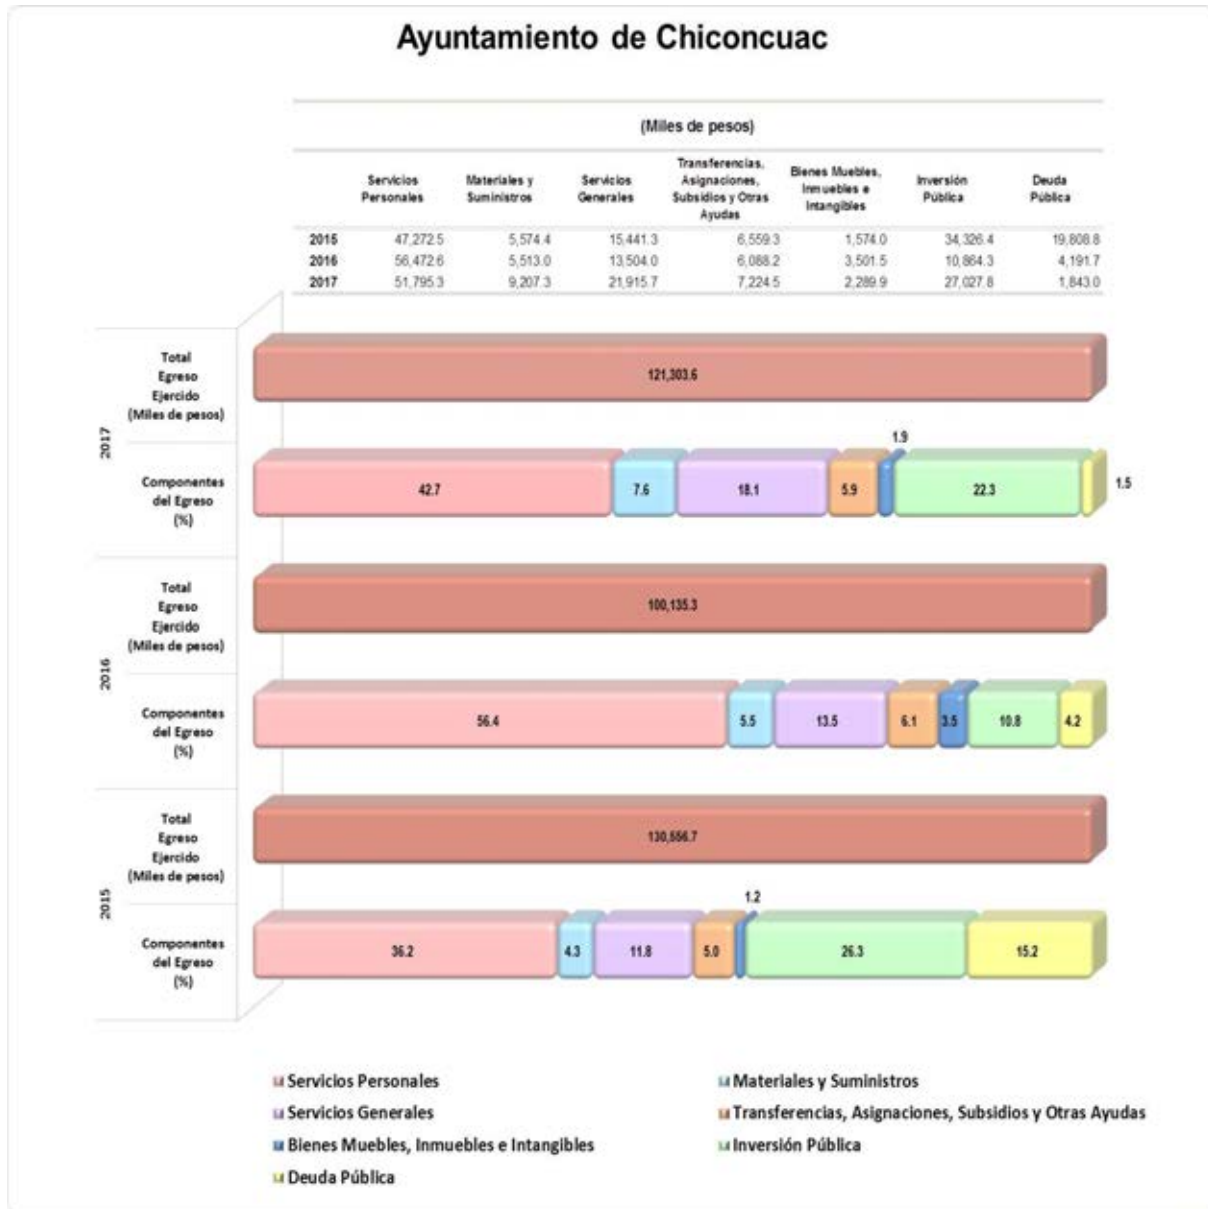 Ayuntamiento de Chiconcuac
(Miles de pesos)
Servicios Personales
Materiales y Suministros
Servicios Generales
Transferencias, Asignaciones, Subsidios y Otras Ayudas
Bienes Muebles, Inmuebles e Intangibles
Inversión Pública
Deuda Pública
2015 47,272.5 5,574.4 15,441.3 6,559.3 1,574.0 34,326.4 19,808.8
2016 56,472.6 5,513.0 13,504.0 6,088.2 3,501.5 10,864.3 4,191.7
2017 51,795.3 9,207.3 21,915.7 7,224.5 2,289.9 27,027.8 1,843.0
2017
Total
Egreso
Ejercido
(Miles de pesos)
121,303.6
Componentes
del Egreso
(%)
42.7 7.6 18.1 5.9 1.9 22.3 1.5
2016
Total
Egreso
Ejercido
(Miles de pesos)
100,135.3
Componentes
del Egreso
(%)
56.4 5.5 13.5 6.1 3.5 10.8 4.2
2015
Total
Egreso
Ejercido
(Miles de pesos)
130,556.7
Componentes
del Egreso
(%)
36.2 4.3 11.8 5.0 1.2 26.3 15.2
Servicios Personales
Materiales y Suministros
Servicios Generales
Transferencias, Asignaciones, Subsidios y Otras Ayudas
Bienes Muebles, Inmuebles e Intangibles
Inversión Pública
Deuda Pública